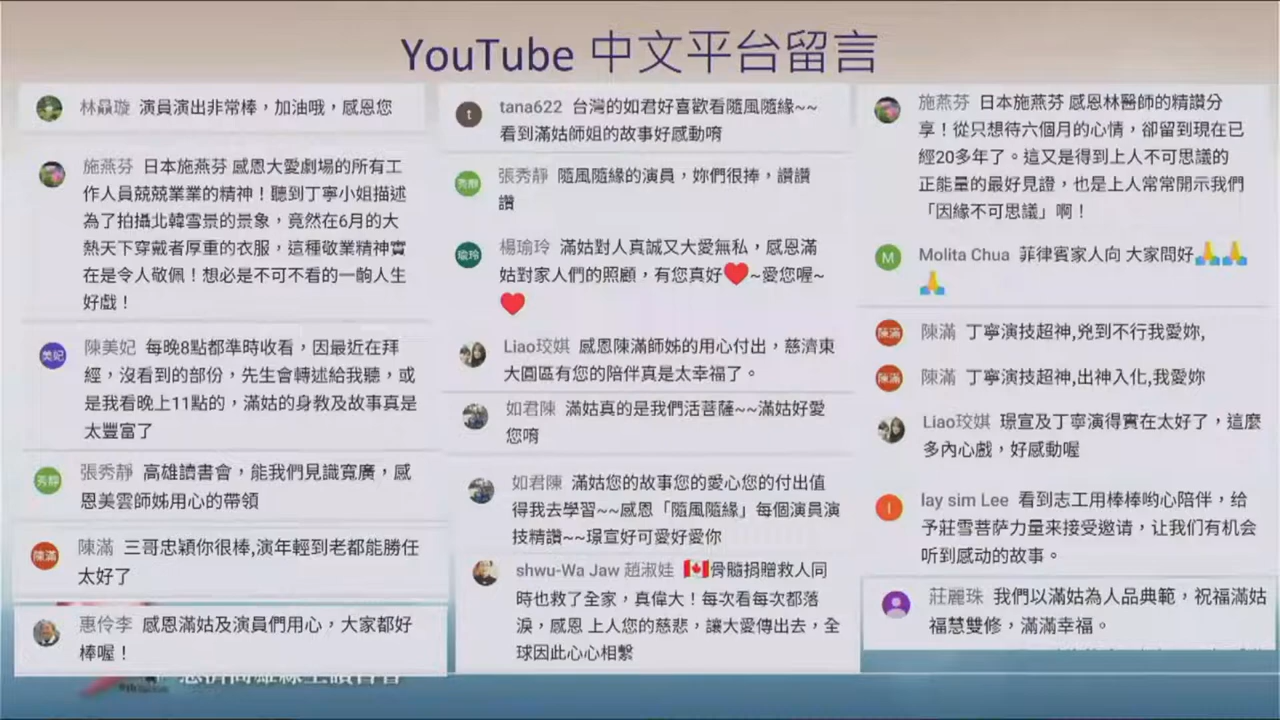 YouTube 中文平台留言
林驫璇 演員演出非常棒，加油哦，感恩您
施燕芬 日本施燕芬 感恩大愛劇場的所有工
作人員兢兢業業的精神！聽到丁寧小姐描述
為了拍攝北韓雪景的景象，竟然在6月的大
熱天下穿戴者厚重的衣服，這種敬業精神實
在是令人敬佩！想必是不可不看的一齣人生
好戲！
美妃
陳美妃 每晚8點都準時收看，因最近在拜
經，沒看到的部份，先生會轉述給我聽，或
是我看晚上11點的，滿姑的身教及故事真是
太豐富了
秀靜
張秀靜 高雄讀書會，能我們見識寬廣，感
恩美雲師姊用心的帶領
陳滿
陳滿 三哥忠穎你很棒,演年輕到老都能勝任
太好了
惠伶李 感恩滿姑及演員們用心，大家都好
棒喔！
t
tana622 台灣的如君好喜歡看隨風隨緣~~
看到滿姑師姐的故事好感動唷
秀靜
張秀靜 隨風隨緣的演員，妳們很棒，讚讚
讚
瑜玲
楊瑜玲 滿姑對人真誠又大愛無私，感恩滿
姑對家人們的照顧，有您真好❤️~愛您喔~
❤️
Liao玟娸 感恩陳滿師姊的用心付出，慈濟東
大園區有您的陪伴真是太幸福了。
如君陳 滿姑真的是我們活菩薩~~滿姑好愛
您唷
如君陳 滿姑您的故事您的愛心您的付出值
得我去學習~~感恩「隨風隨緣」每個演員演
技精讚~~璟宣好可愛好愛你
shwu-Wa Jaw 趙淑娃 🇨🇦骨髓捐贈救人同
時也救了全家，真偉大！每次看每次都落
淚，感恩 上人您的慈悲，讓大愛傳出去，全
球因此心心相繫
施燕芬 日本施燕芬 感恩林醫師的精讚分
享！從只想待六個月的心情，卻留到現在已
經20多年了。這又是得到上人不可思議的
正能量的最好見證，也是上人常常開示我們
「因緣不可思議」啊！
M
Molita Chua 菲律賓家人向 大家問好🙏🙏
🙏
陳滿
陳滿 丁寧演技超神,兇到不行我愛妳,
陳滿
陳滿 丁寧演技超神,出神入化,我愛妳
Liao玟娸 璟宣及丁寧演得實在太好了，這麼
多內心戲，好感動喔
l
lay sim Lee 看到志工用棒棒哟心陪伴，给
予莊雪菩萨力量来接受邀请，让我们有机会
听到感动的故事。
莊麗珠 我們以滿姑為人品典範，祝福滿姑
福慧雙修，滿滿幸福。